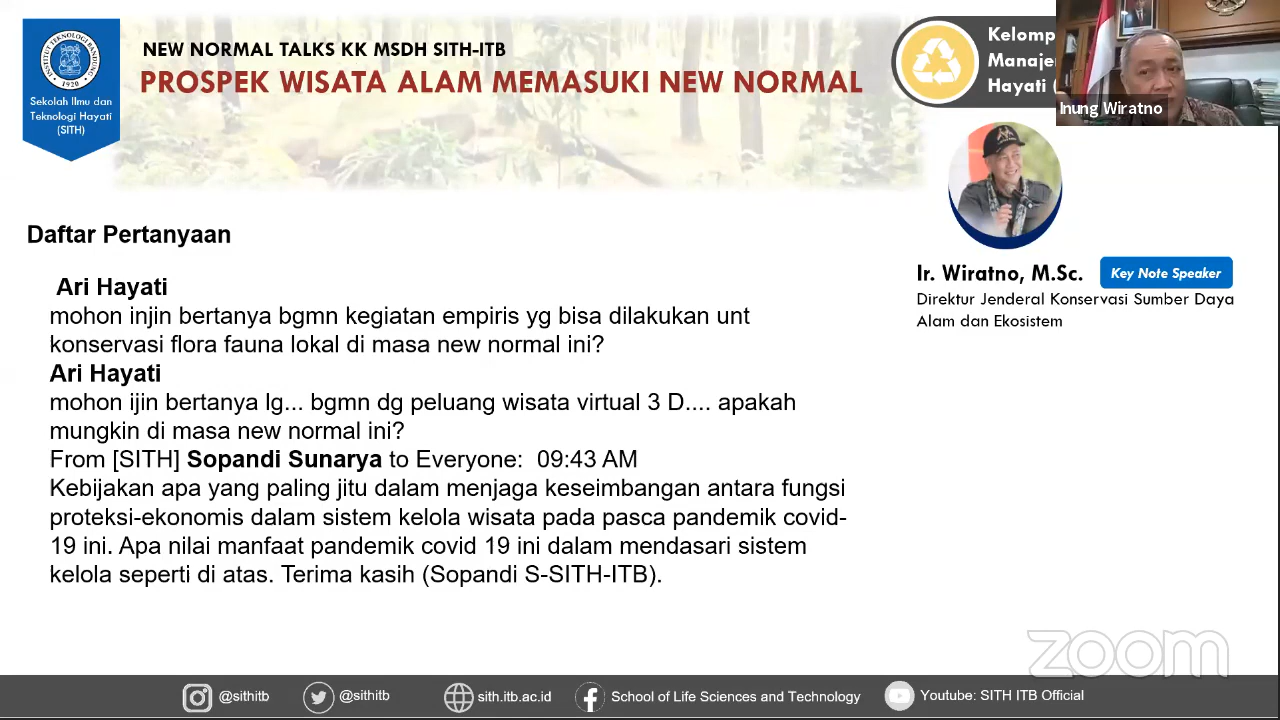 NEW NORMAL TALKS KK MSDH SITH-ITB
PROSPEK WISATA ALAM MEMASUKI NEW NORMAL
INSTITUT TEKNOLOGI BANDUNG
1920
Sekolah Ilmu dan
Teknologi Hayati
(SITH)
Kelomp
Manajer
Hayati (
Inung Wiratno
Ir. Wiratno, M.Sc.
Key Note Speaker
Direktur Jenderal Konservasi Sumber Daya
Alam dan Ekosistem
Daftar Pertanyaan
Ari Hayati
mohon injin bertanya bgmn kegiatan empiris yg bisa dilakukan unt
konservasi flora fauna lokal di masa new normal ini?
Ari Hayati
mohon ijin bertanya lg... bgmn dg peluang wisata virtual 3 D.... apakah
mungkin di masa new normal ini?
From [SITH] Sopandi Sunarya to Everyone: 09:43 AM
Kebijakan apa yang paling jitu dalam menjaga keseimbangan antara fungsi
proteksi-ekonomis dalam sistem kelola wisata pada pasca pandemik covid-
19 ini. Apa nilai manfaat pandemik covid 19 ini dalam mendasari sistem
kelola seperti di atas. Terima kasih (Sopandi S-SITH-ITB).
zoom
@sithitb
@sithitb
sith.itb.ac.id
School of Life Sciences and Technology
Youtube: SITH ITB Official